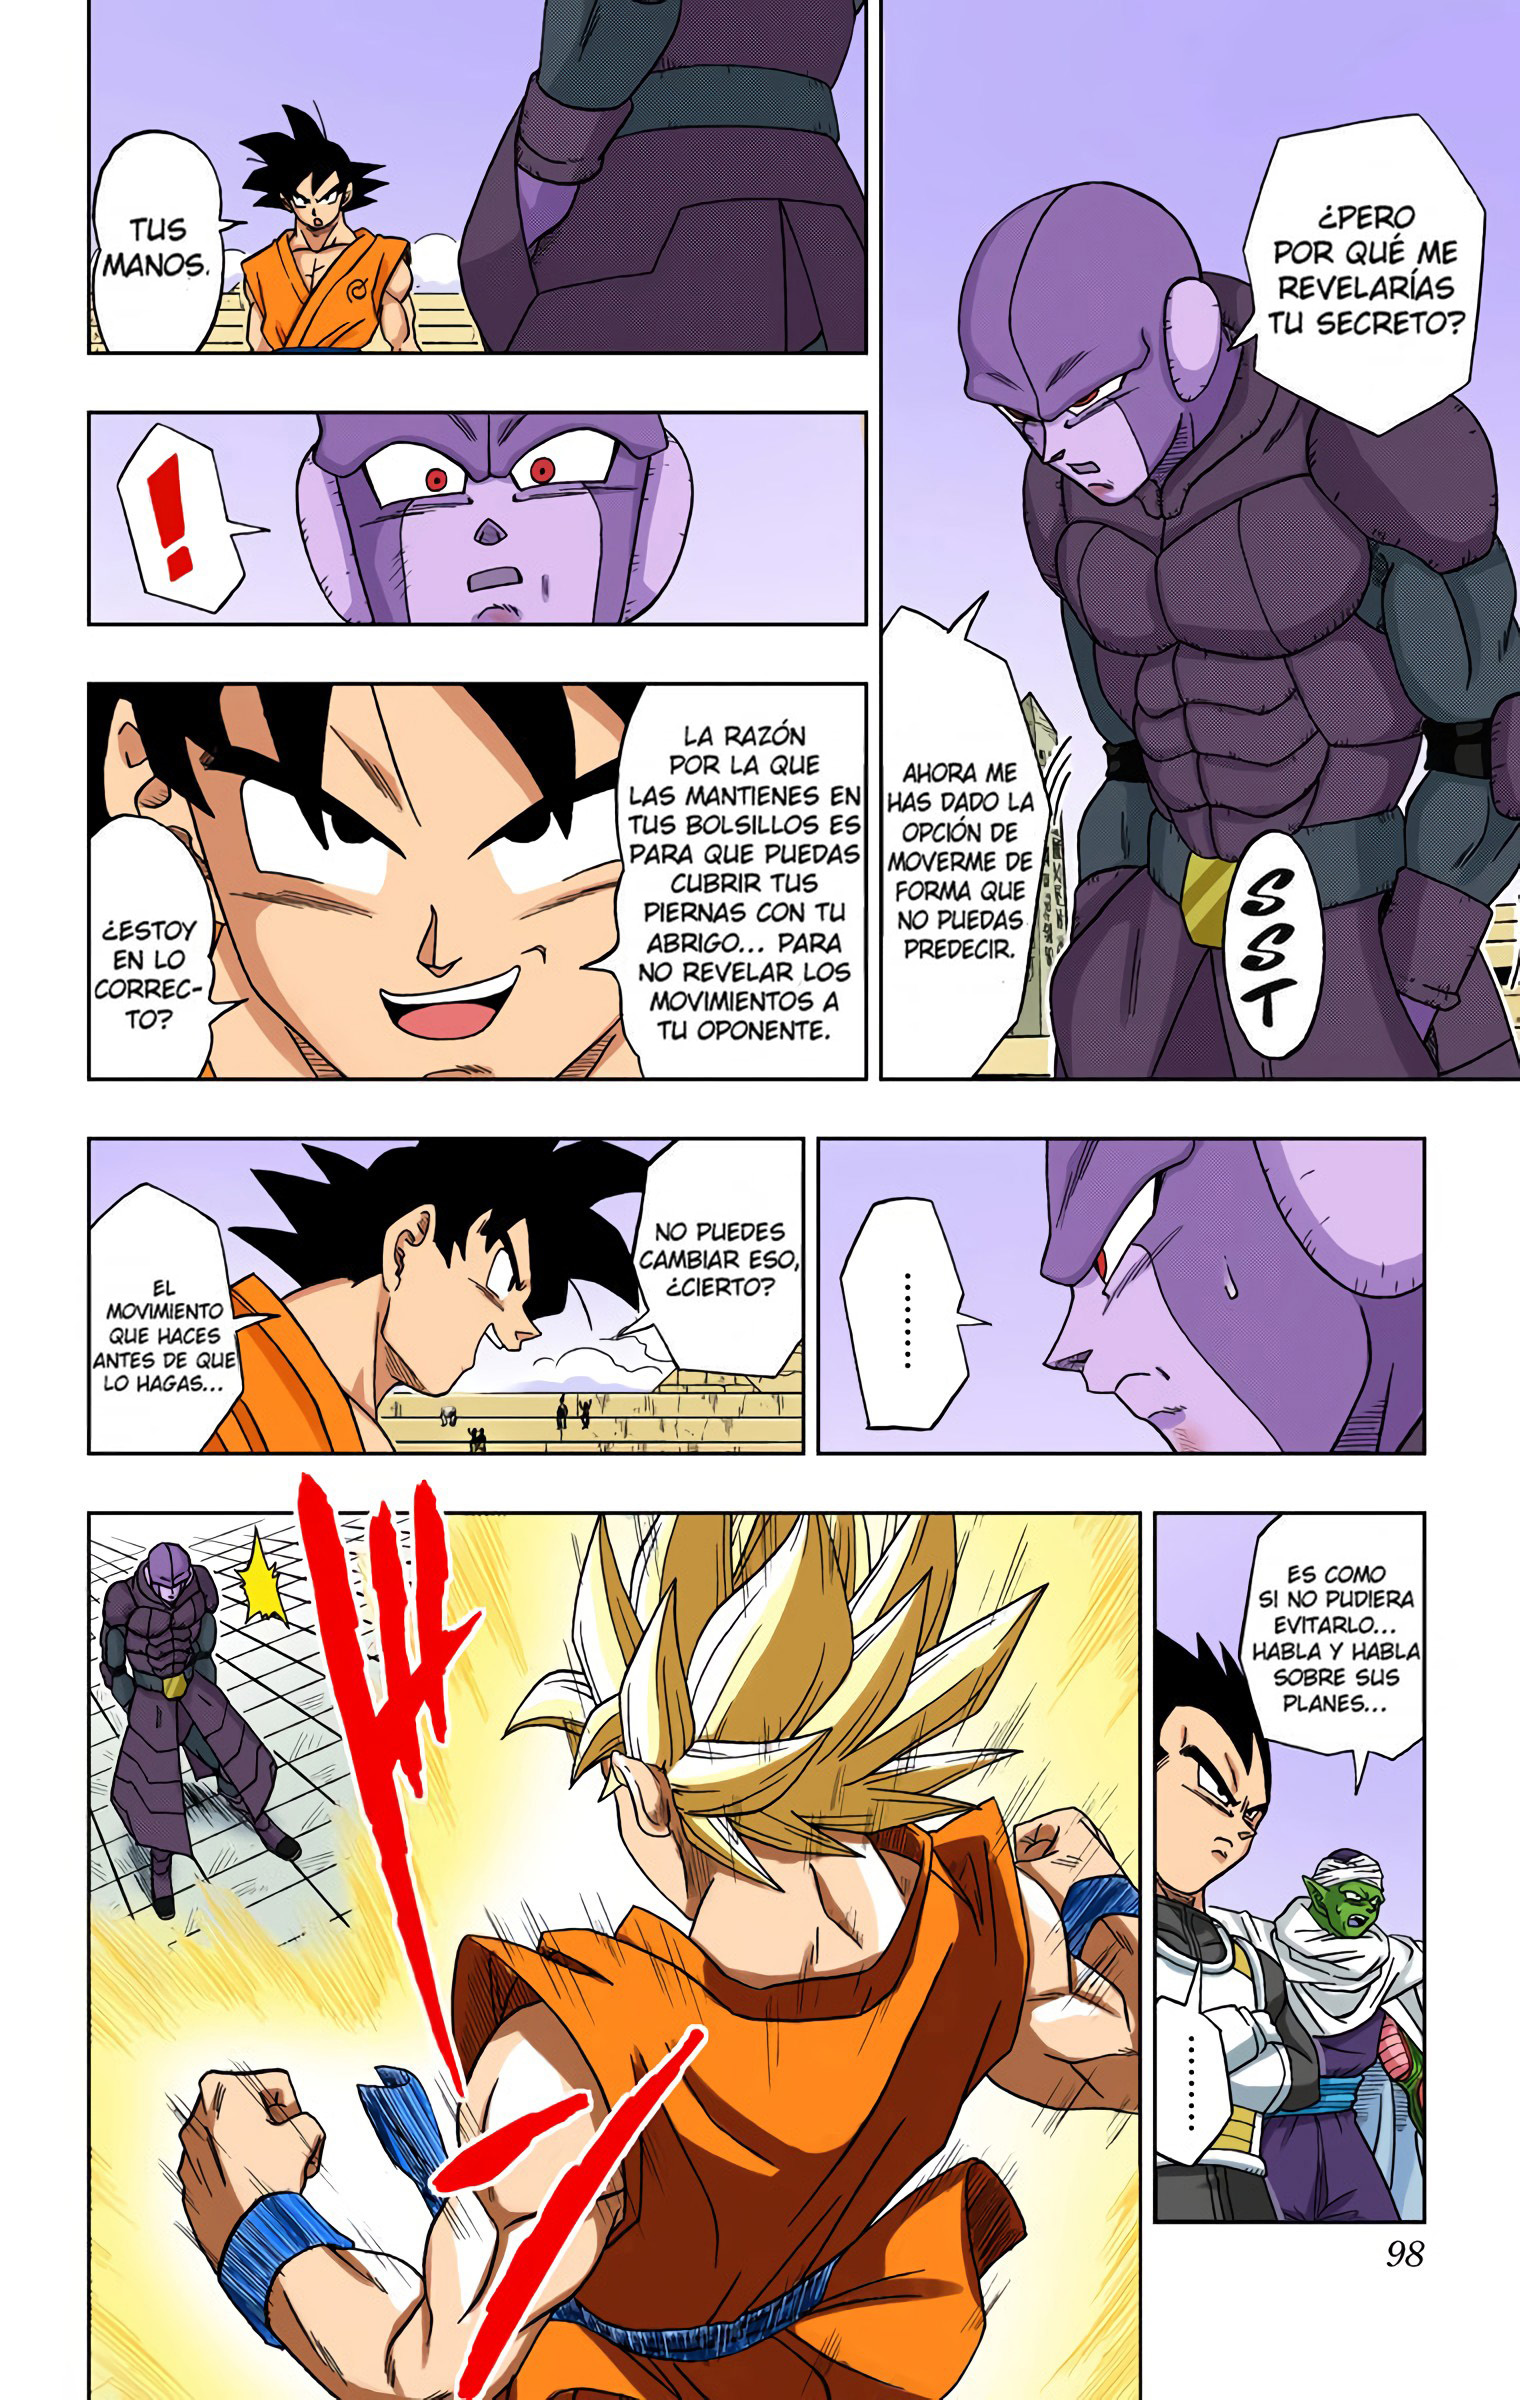 ¿PERO
POR QUÉ ME
REVELARÍAS
TU SECRETO?
AHORA ME
HAS DADO LA
OPCIÓN DE
MOVERME DE
FORMA QUE
NO PUEDAS
PREDECIR.
SST
TUS
MANOS.
!
LA RAZÓN
POR LA QUE
LAS MANTIENES EN
TUS BOLSILLOS ES
PARA QUE PUEDAS
CUBRIR TUS
PIERNAS CON TU
ABRIGO... PARA
NO REVELAR LOS
MOVIMIENTOS A
TU OPONENTE.
¿ESTOY
EN LO
CORREC-
TO?
.........
NO PUEDES
CAMBIAR ESO,
¿CIERTO?
EL
MOVIMIENTO
QUE HACES
ANTES DE QUE
LO HAGAS...
ES COMO
SI NO PUDIERA
EVITARLO...
HABLA Y HABLA
SOBRE SUS
PLANES...
.........
98